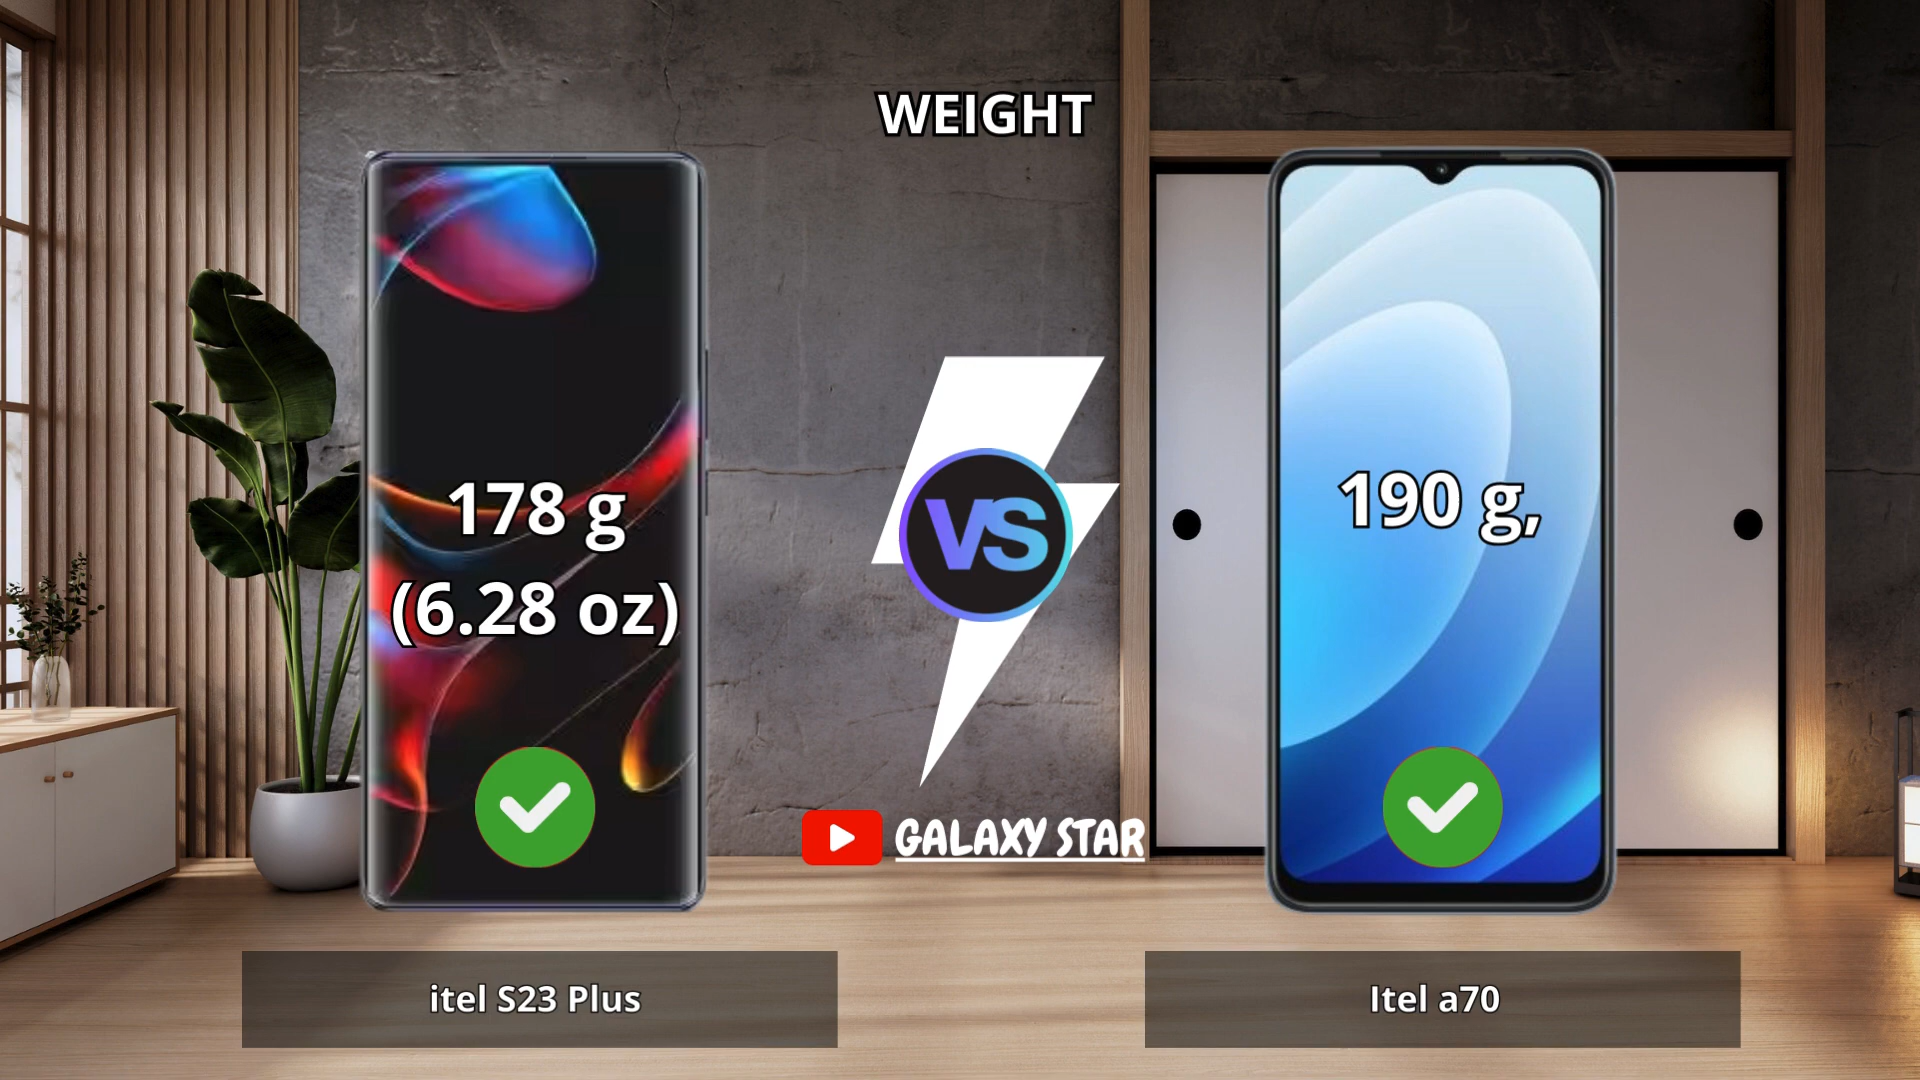 WEIGHT
178 g
(6.28 oz)
VS
190 g,
GALAXY STAR
itel S23 Plus
Itel a70